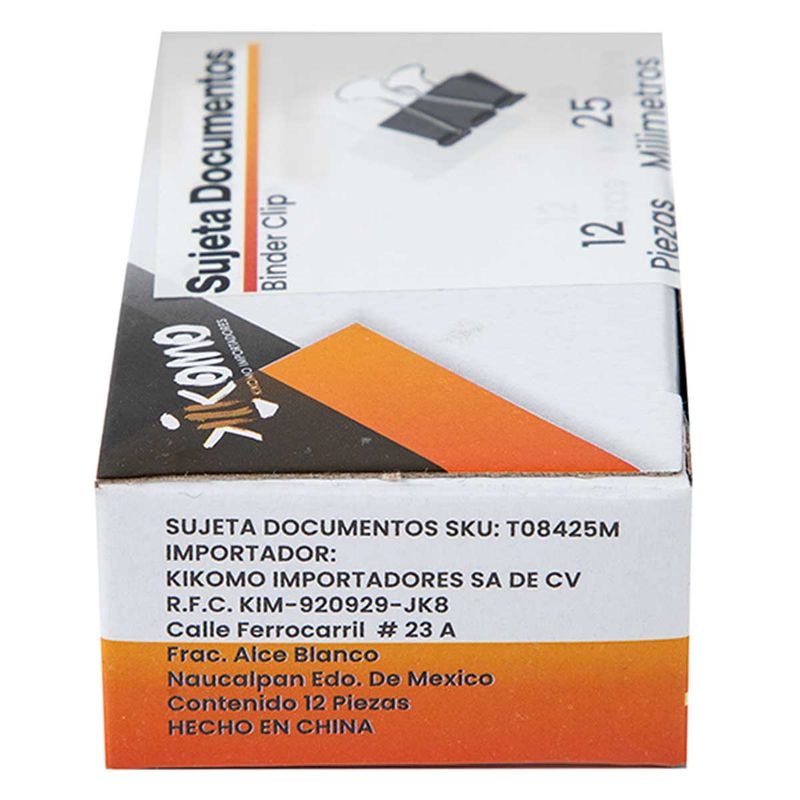 Sujeta Documentos
Binder Clip
12
Piezas
25
Milimetros
KIKOMO
KIKOMO IMPORTADORES
SUJETA DOCUMENTOS SKU: T08425M
IMPORTADOR:
KIKOMO IMPORTADORES SA DE CV
R.F.C. KIM-920929-JK8
Calle Ferrocarril # 23 A
Frac. Alce Blanco
Naucalpan Edo. De Mexico
Contenido 12 Piezas
HECHO EN CHINA